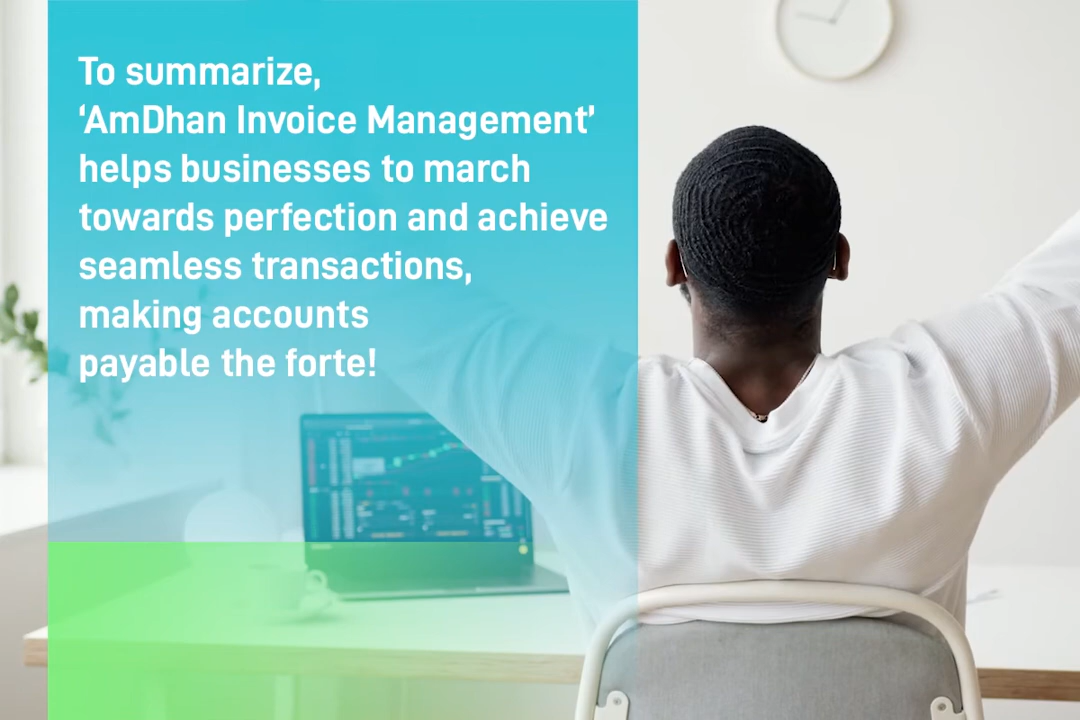 To summarize,
‘AmDhan Invoice Management’
helps businesses to march
towards perfection and achieve
seamless transactions,
making accounts
payable the forte!